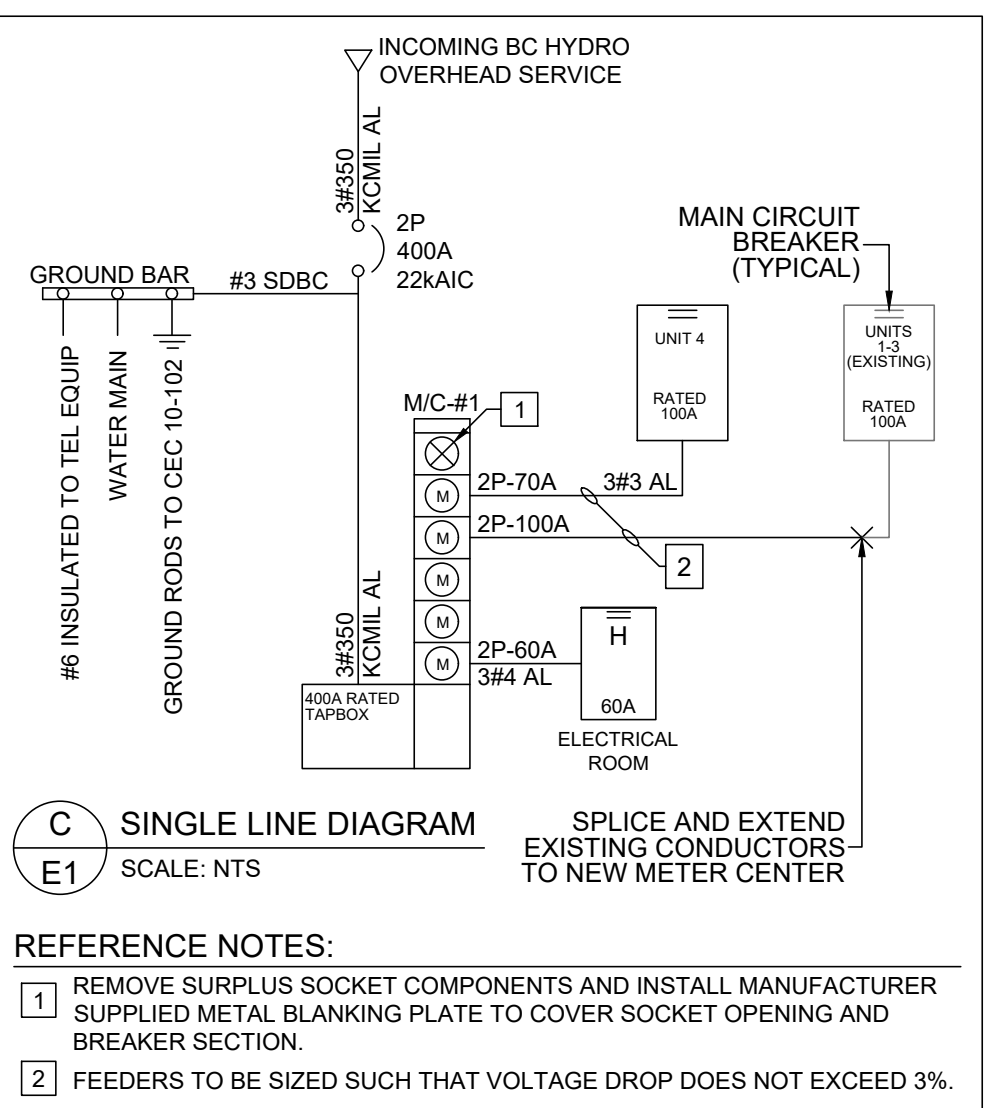 INCOMING BC HYDRO
OVERHEAD SERVICE
3#350
KCMIL AL
2P
400A
22kAIC
GROUND BAR
#3 SDBC
#6 INSULATED TO TEL EQUIP
WATER MAIN
GROUND RODS TO CEC 10-102
MAIN CIRCUIT
BREAKER
(TYPICAL)
UNIT 4
RATED
100A
UNITS
1-3
(EXISTING)
RATED
100A
M/C-#1
1
M
M
M
M
M
2P-70A
3#3 AL
2P-100A
2
3#350
KCMIL AL
2P-60A
3#4 AL
H
60A
ELECTRICAL
ROOM
400A RATED
TAPBOX
SPLICE AND EXTEND
EXISTING CONDUCTORS
TO NEW METER CENTER
C
E1
SINGLE LINE DIAGRAM
SCALE: NTS
REFERENCE NOTES:
1 REMOVE SURPLUS SOCKET COMPONENTS AND INSTALL MANUFACTURER
SUPPLIED METAL BLANKING PLATE TO COVER SOCKET OPENING AND
BREAKER SECTION.
2 FEEDERS TO BE SIZED SUCH THAT VOLTAGE DROP DOES NOT EXCEED 3%.